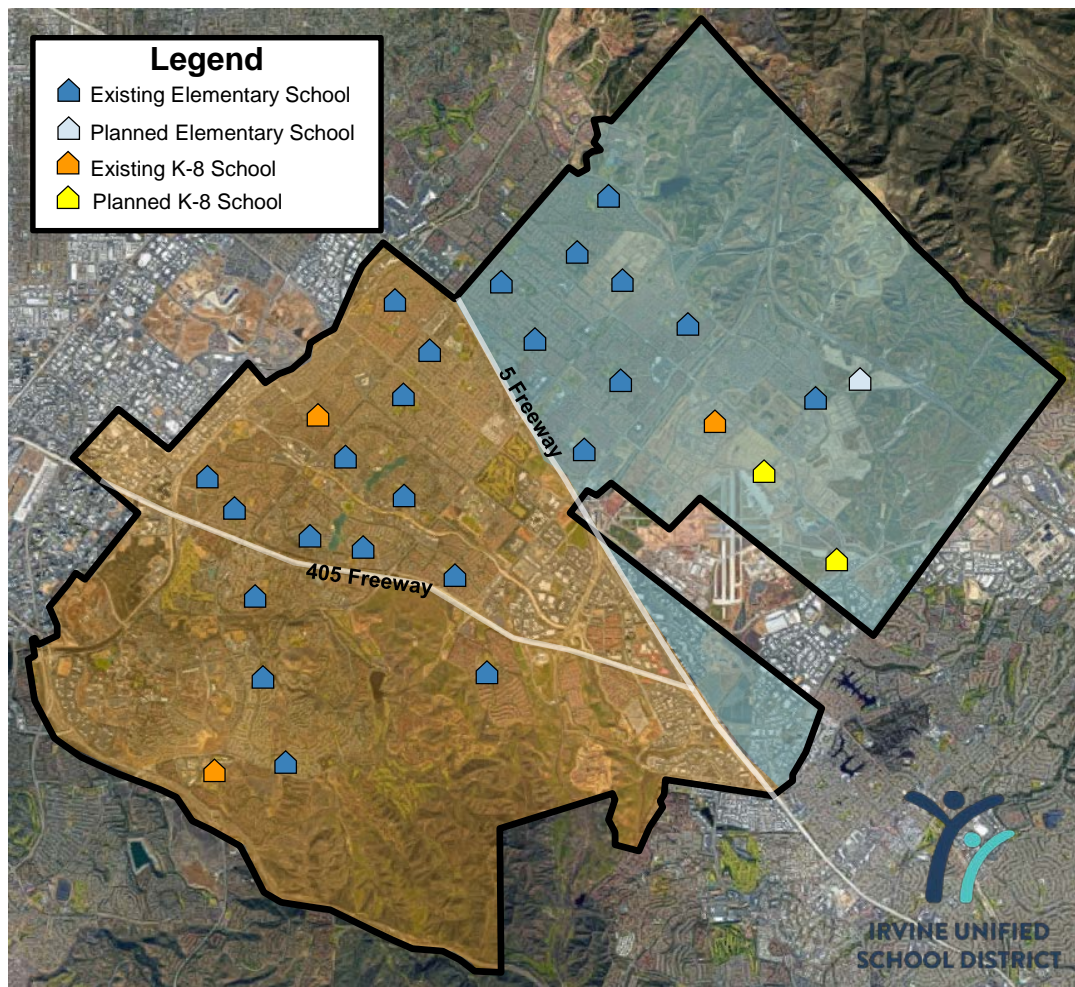 Legend
Existing Elementary School
Planned Elementary School
Existing K-8 School
Planned K-8 School
5 Freeway
405 Freeway
IRVINE UNIFIED
SCHOOL DISTRICT